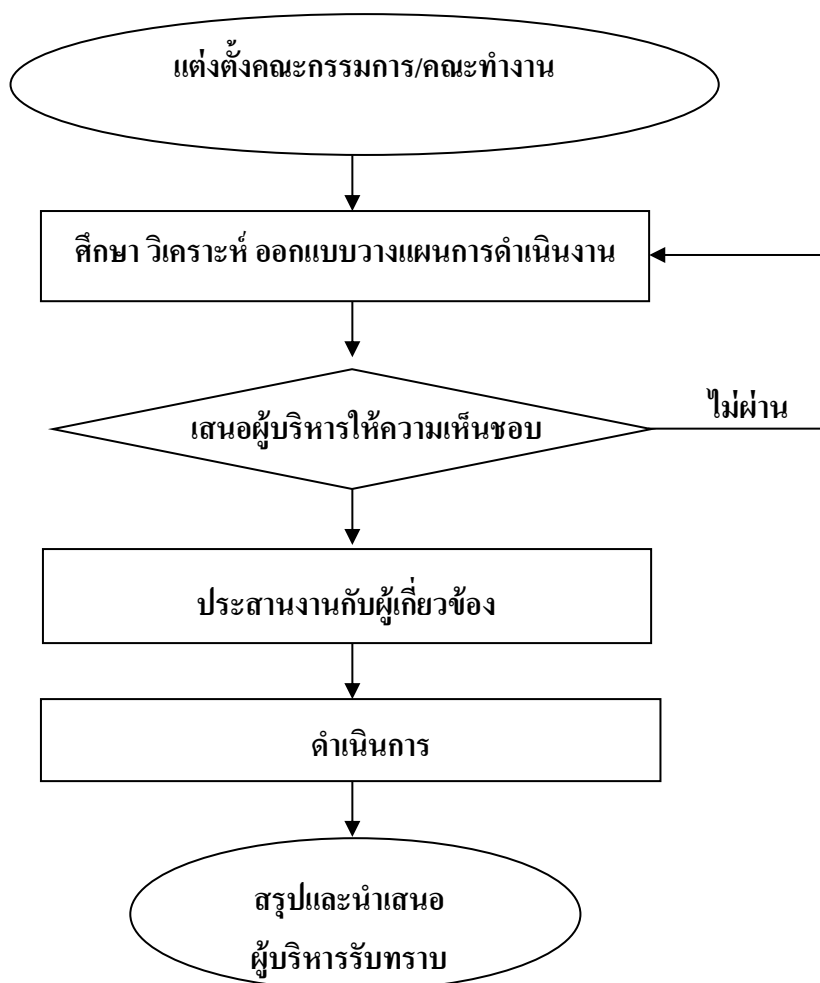 แต่งตั้งคณะกรรมการ/คณะทำงาน
ศึกษา วิเคราะห์ ออกแบบวางแผนการดำเนินงาน
เสนอผู้บริหารให้ความเห็นชอบ
ไม่ผ่าน
ประสานงานกับผู้เกี่ยวข้อง
ดำเนินการ
สรุปและนำเสนอ
ผู้บริหารรับทราบ